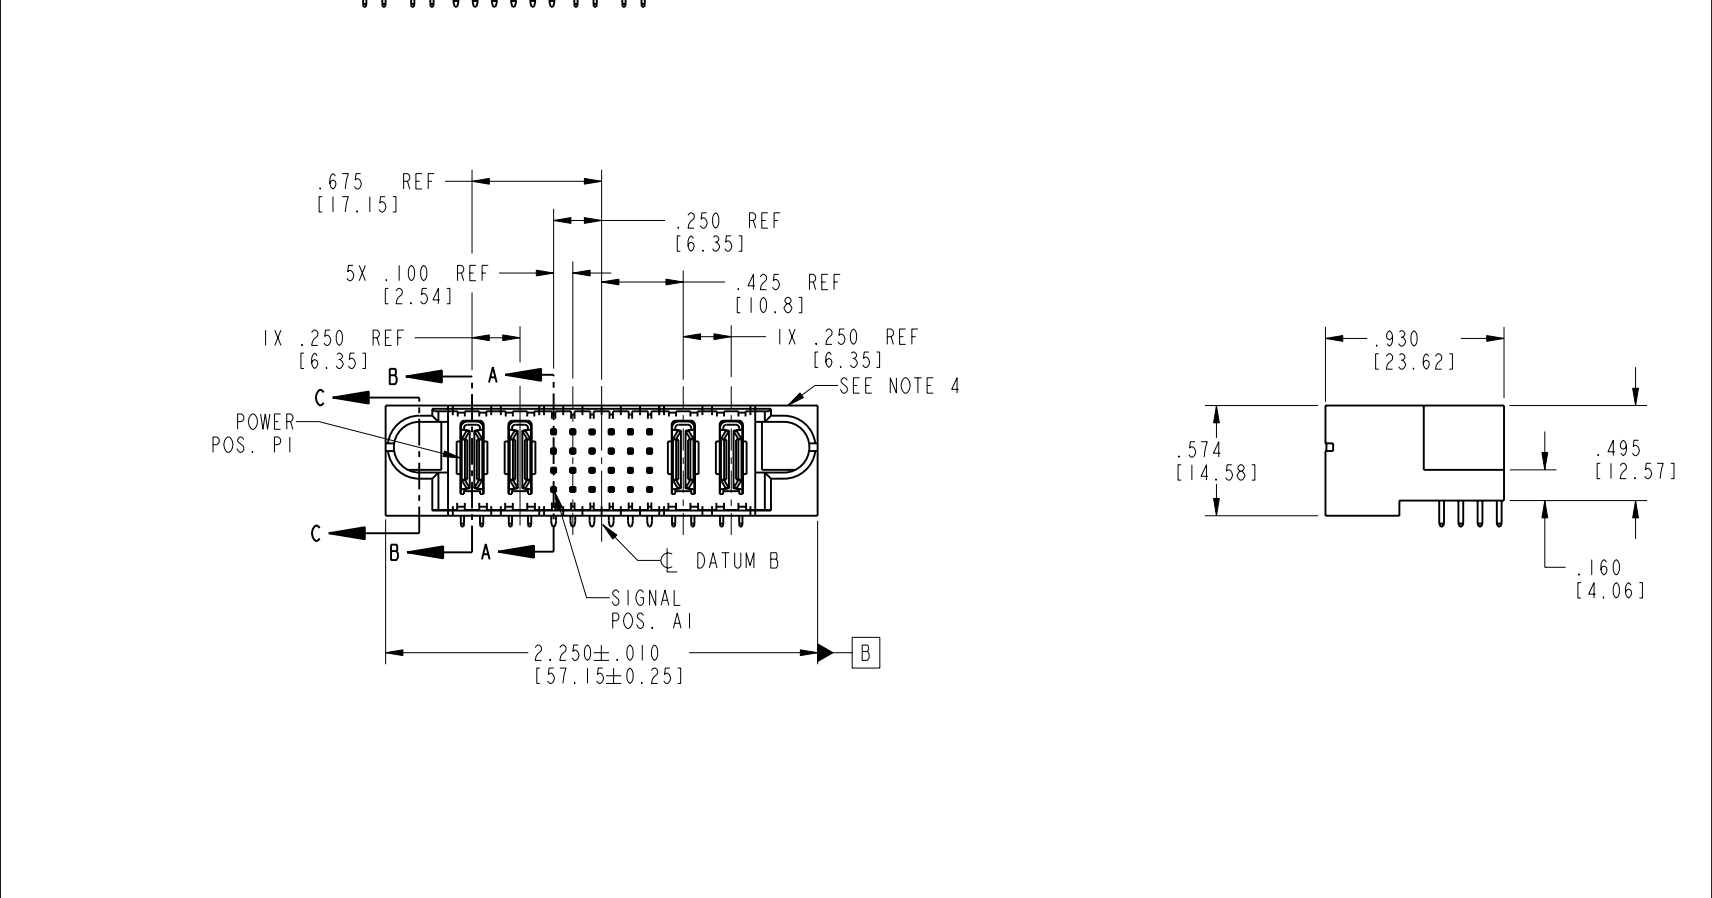 .675 REF
[17.15]
.250 REF
[6.35]
5X .100 REF
[2.54]
.425 REF
[10.8]
1X .250 REF
[6.35]
1X .250 REF
[6.35]
B
A
C
SEE NOTE 4
POWER
POS. P1
C
B
A
℄ DATUM B
SIGNAL
POS. A1
2.250±.010
[57.15±0.25]
B
.930
[23.62]
.574
[14.58]
.495
[12.57]
.160
[4.06]